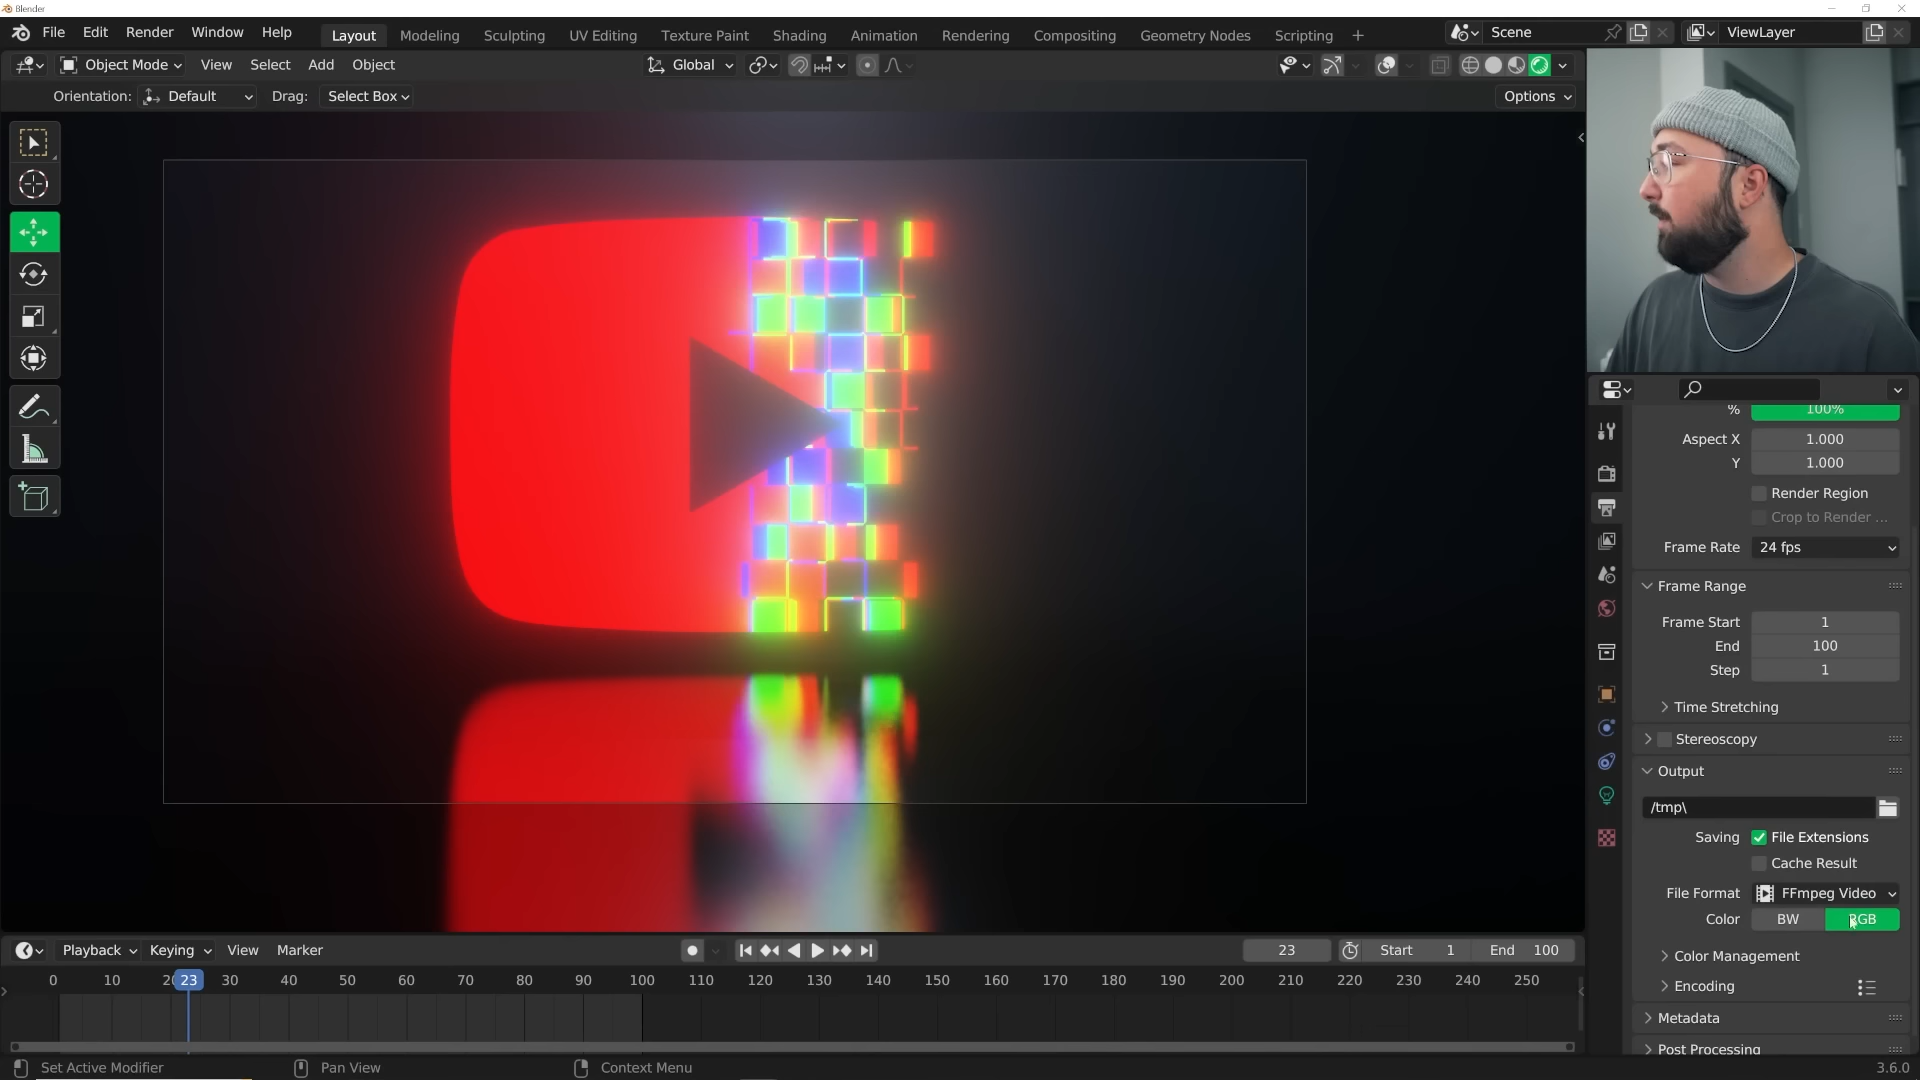 Blender
File Edit Render Window Help Layout Modeling Sculpting UV Editing Texture Paint Shading Animation Rendering Compositing Geometry Nodes Scripting + Scene ViewLayer
Object Mode View Select Add Object Global
Orientation: Default Drag: Select Box Options
% 100%
Aspect X 1.000
Y 1.000
Render Region
Crop to Render ...
Frame Rate 24 fps
Frame Range
Frame Start 1
End 100
Step 1
Time Stretching
Stereoscopy
Output
/tmp\
Saving File Extensions
Cache Result
File Format FFmpeg Video
Color BW RGB
Color Management
Encoding
Metadata
Post Processing
Playback Keying View Marker 23 Start 1 End 100
0 10 20 23 30 40 50 60 70 80 90 100 110 120 130 140 150 160 170 180 190 200 210 220 230 240 250
Set Active Modifier Pan View Context Menu 3.6.0